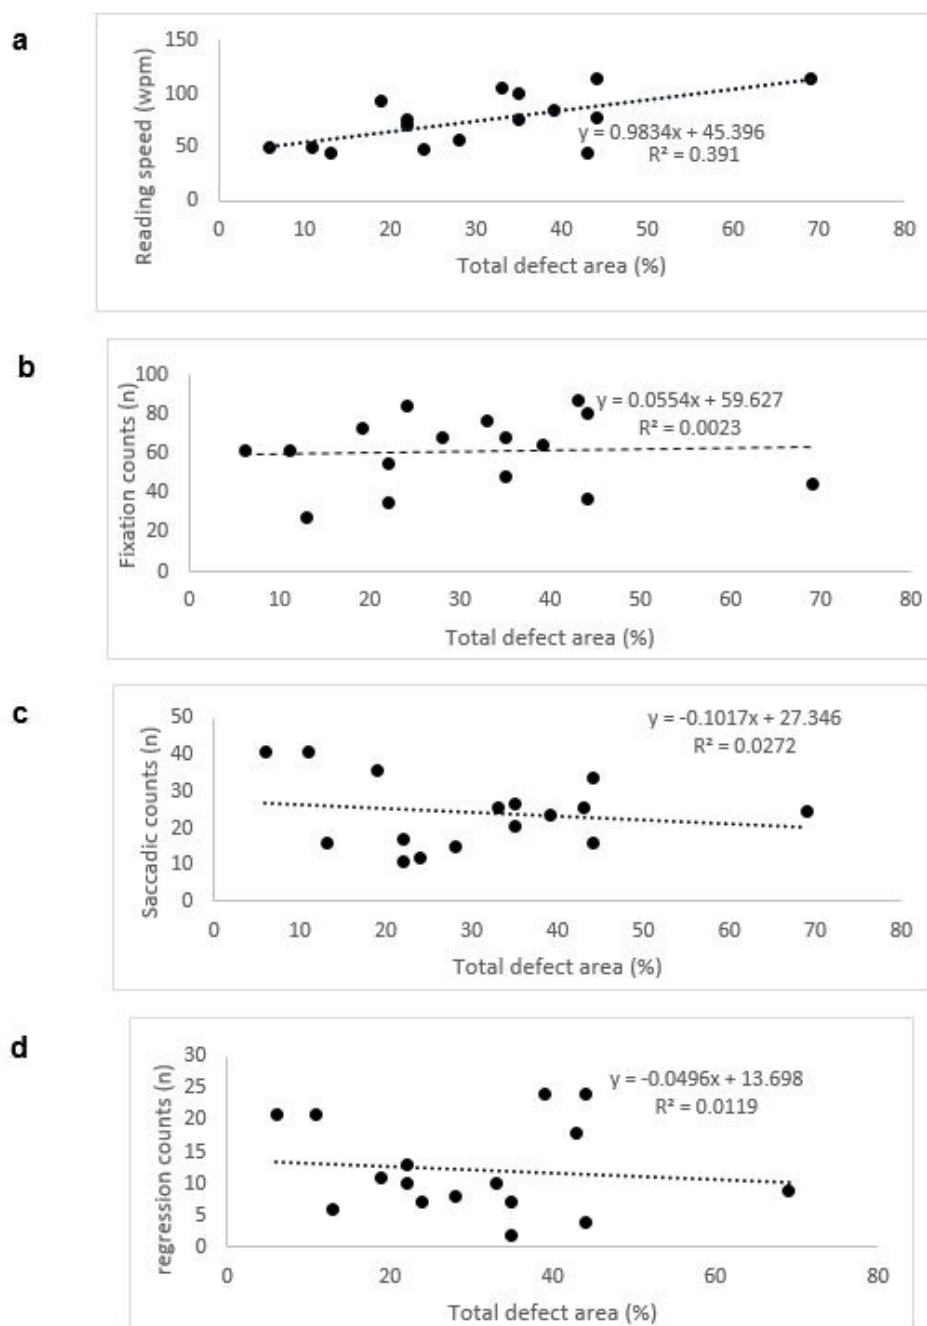 a
Reading speed (wpm)
150
100
50
0
y = 0.9834x + 45.396
R² = 0.391
0 10 20 30 40 50 60 70 80
Total defect area (%)
b
Fixation counts (n)
100
80
60
40
20
0
y = 0.0554x + 59.627
R² = 0.0023
0 10 20 30 40 50 60 70 80
Total defect area (%)
c
Saccadic counts (n)
50
40
30
20
10
0
y = -0.1017x + 27.346
R² = 0.0272
0 10 20 30 40 50 60 70 80
Total defect area (%)
d
regression counts (n)
30
25
20
15
10
5
0
y = -0.0496x + 13.698
R² = 0.0119
0 20 40 60 80
Total defect area (%)